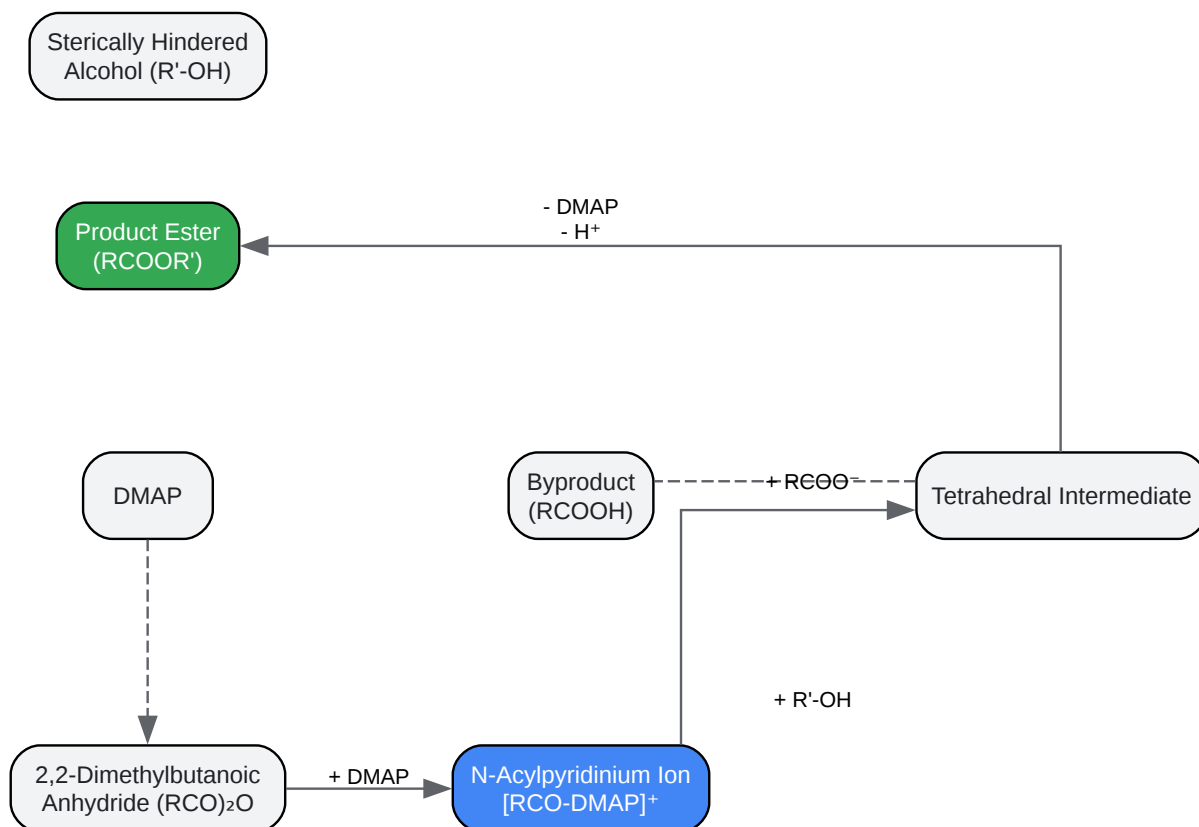 Sterically Hindered
Alcohol (R'-OH)
- DMAP
- H⁺
Product Ester
(RCOOR')
DMAP
Byproduct
(RCOOH)
+ RCOO⁻
Tetrahedral Intermediate
+ R'-OH
2,2-Dimethylbutanoic
Anhydride (RCO)₂O
+ DMAP
N-Acylpyridinium Ion
[RCO-DMAP]⁺